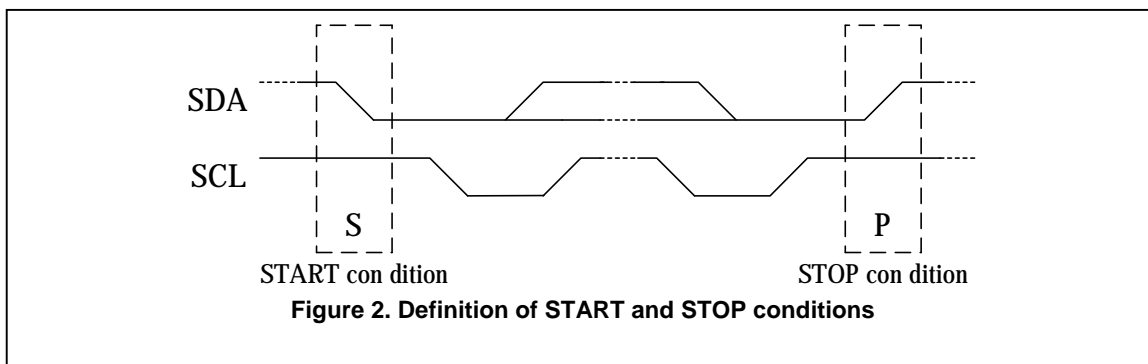 SDA
SCL
S
P
START con dition
STOP con dition
Figure 2. Definition of START and STOP conditions